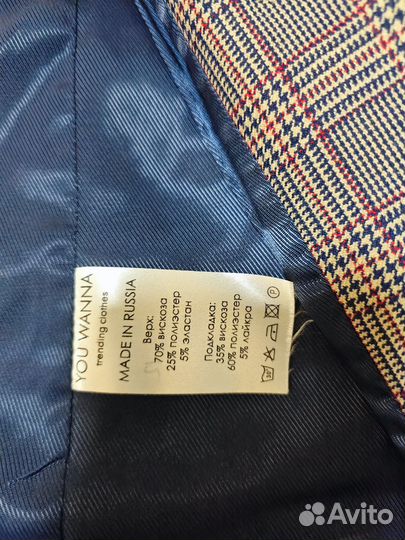 YOU WANNA
trending clothes
MADE IN RUSSIA
Верх:
70% вискоза
25% полиэстер
5% эластан
Подкладка:
35% вискоза
60% полиэстер
5% лайкра
P
30
Avito